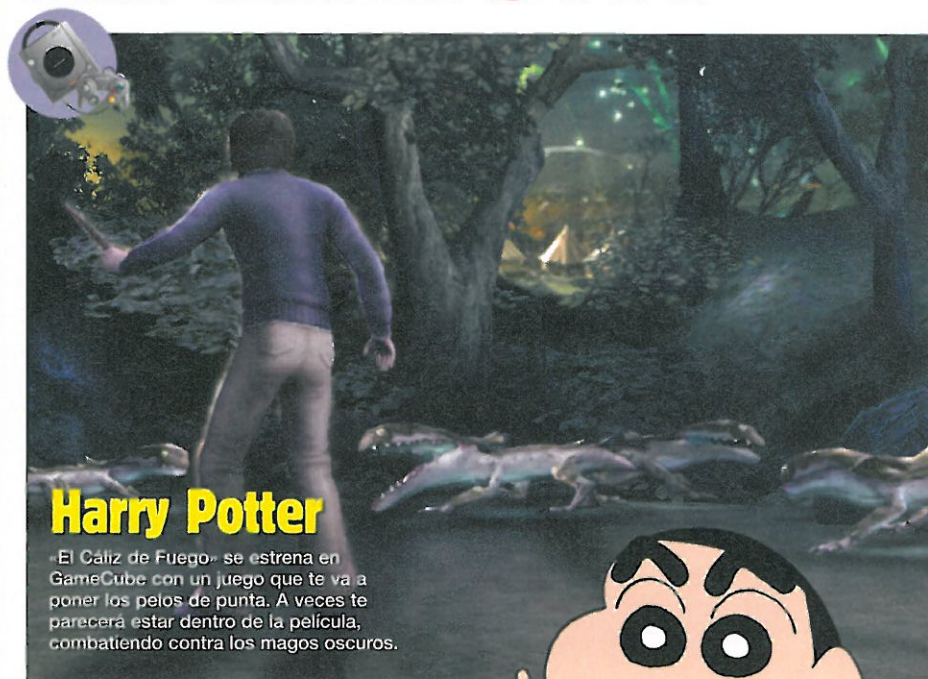 Harry Potter
«El Cáliz de Fuego» se estrena en
GameCube con un juego que te va a
poner los pelos de punta. A veces te
parecerá estar dentro de la película,
combatiendo contra los magos oscuros.